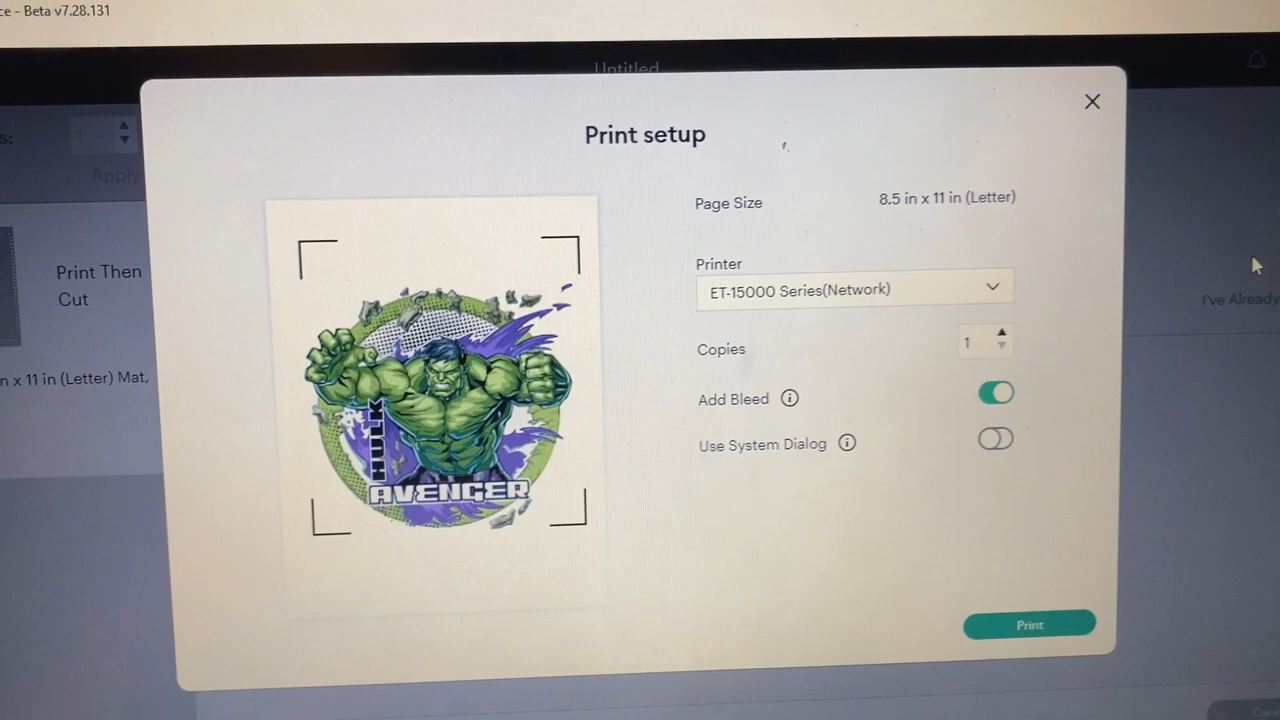 ce - Beta v7.28.131
Untitled
s:
1
Apply
Print Then
Cut
n x 11 in (Letter) Mat,
I've Already
Print setup
Page Size
8.5 in x 11 in (Letter)
Printer
ET-15000 Series(Network)
Copies
1
Add Bleed
Use System Dialog
Print
HULK
AVENGER